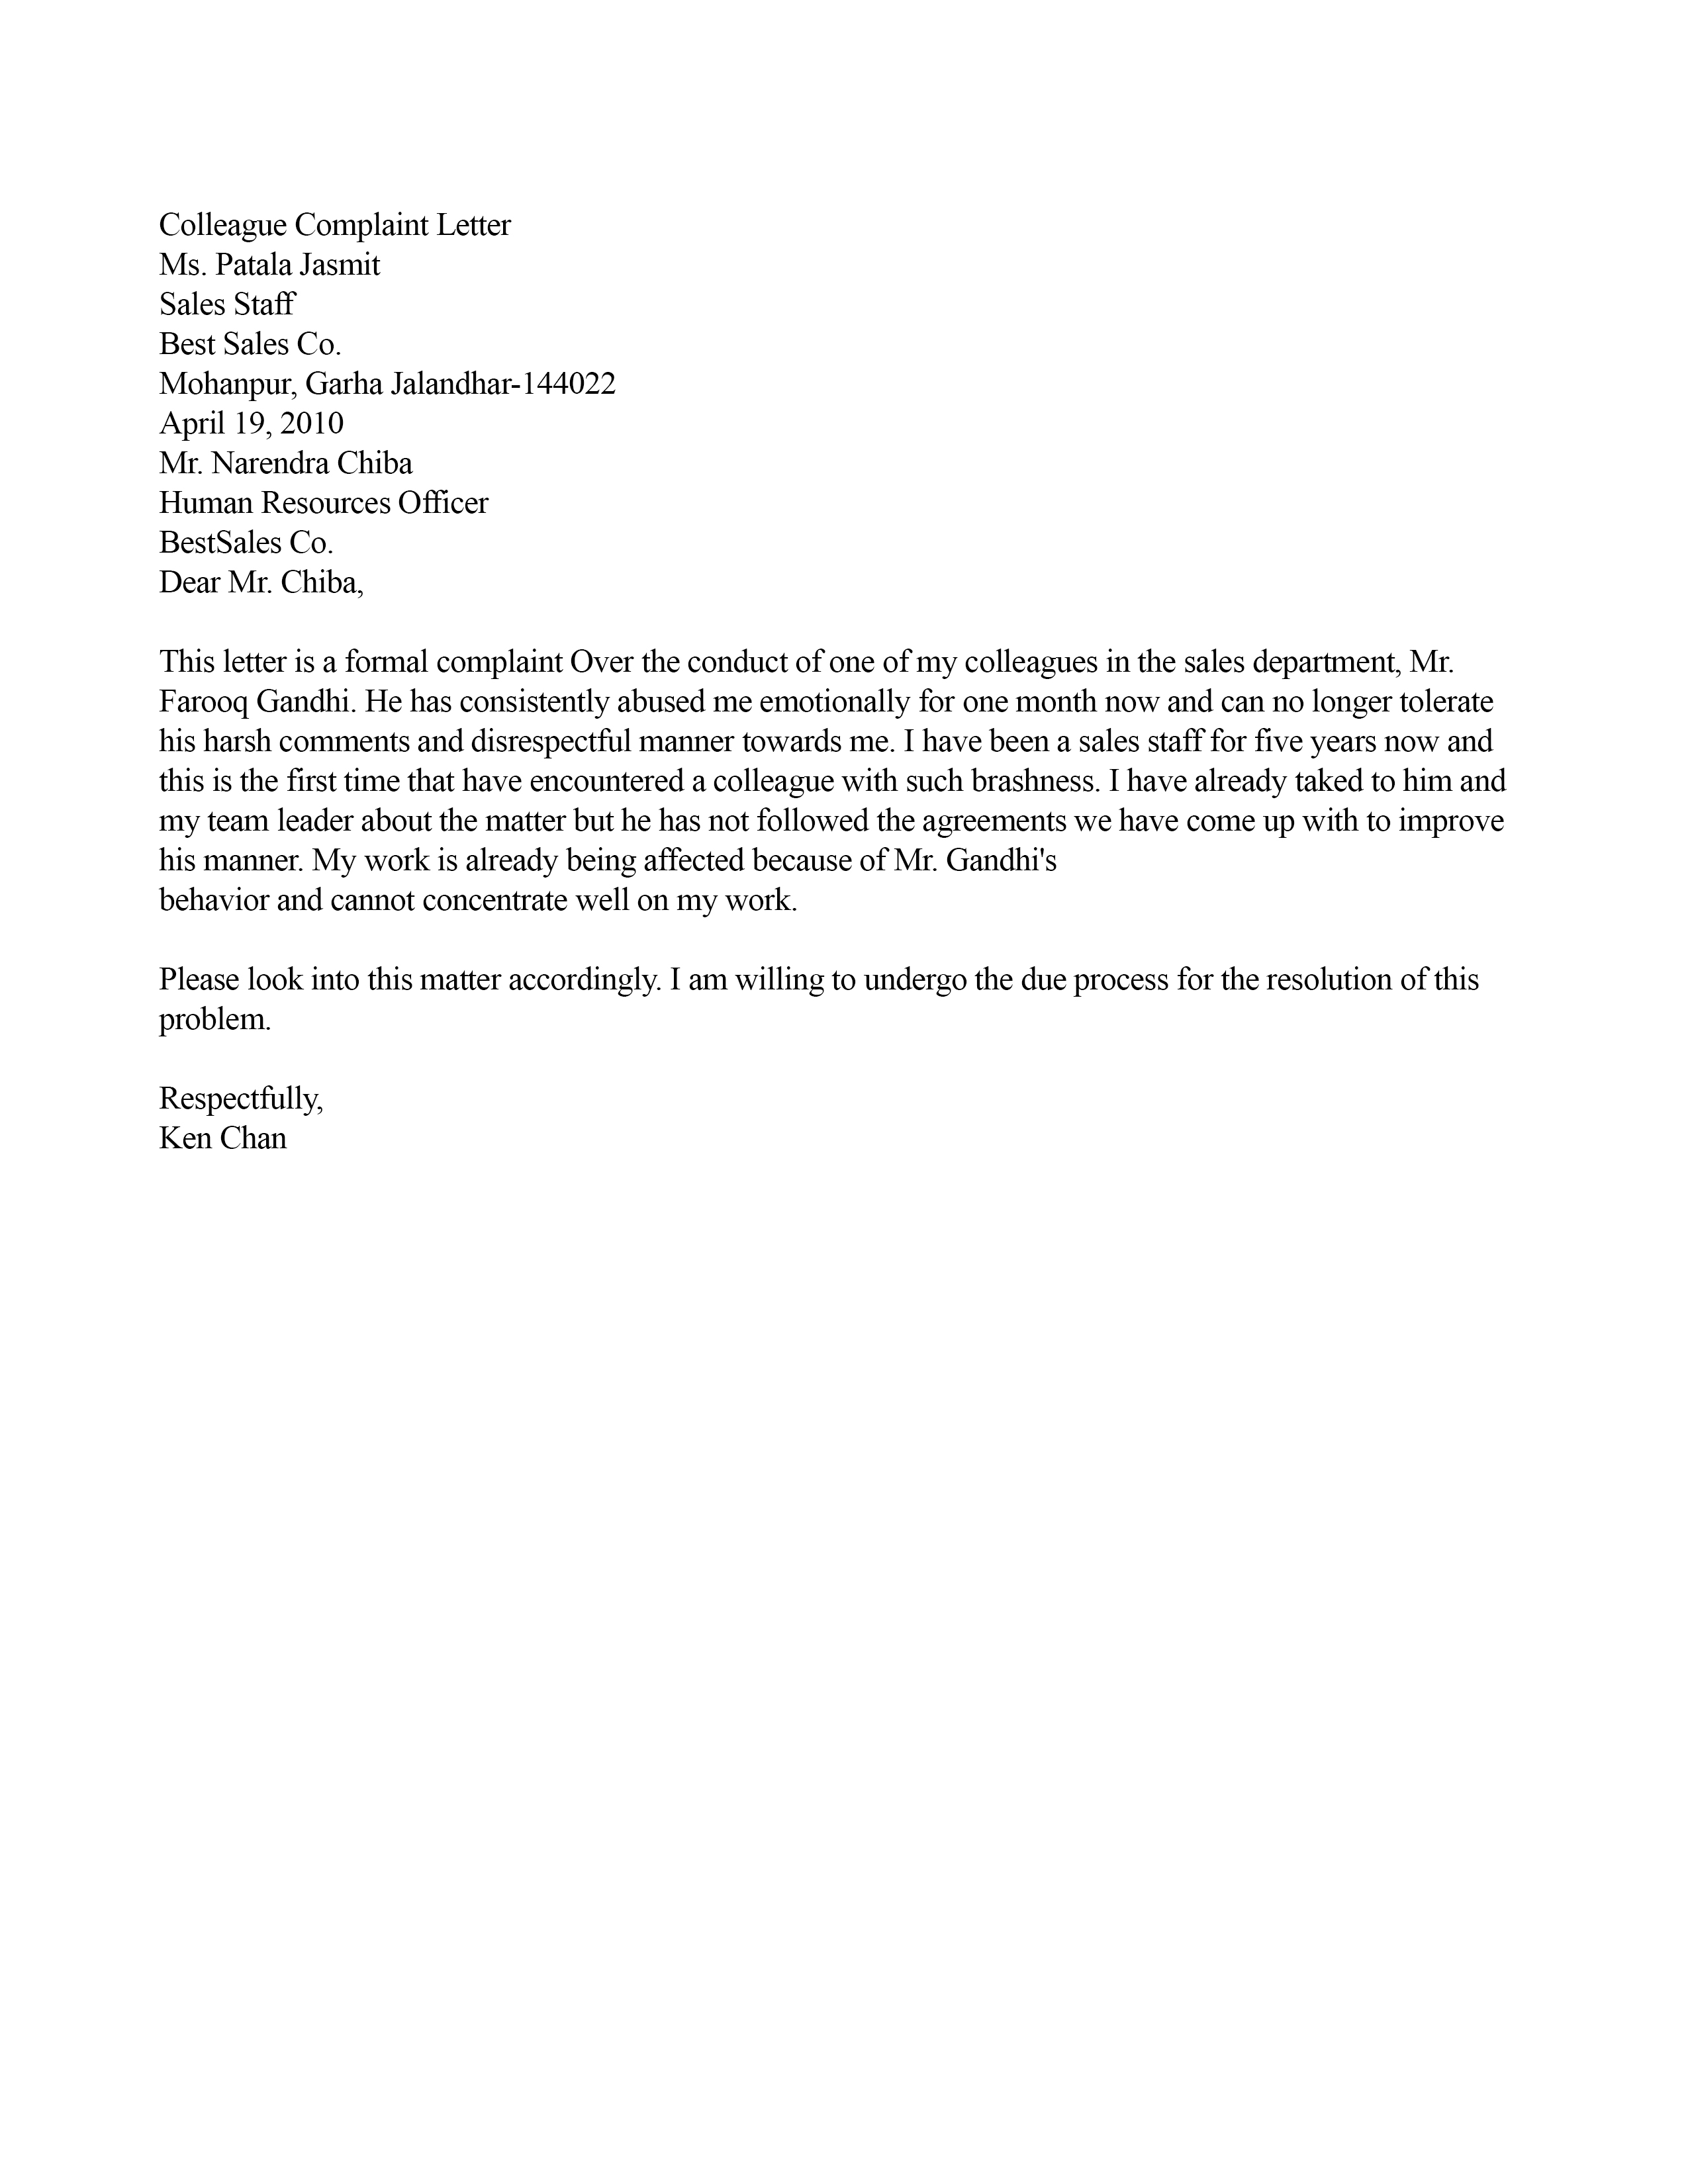 Colleague Complaint Letter
Ms. Patala Jasmit
Sales Staff
Best Sales Co.
Mohanpur, Garha Jalandhar-144022
April 19, 2010
Mr. Narendra Chiba
Human Resources Officer
BestSales Co.
Dear Mr. Chiba,

This letter is a formal complaint Over the conduct of one of my colleagues in the sales department, Mr.
Farooq Gandhi. He has consistently abused me emotionally for one month now and can no longer tolerate
his harsh comments and disrespectful manner towards me. I have been a sales staff for five years now and
this is the first time that have encountered a colleague with such brashness. I have already taked to him and
my team leader about the matter but he has not followed the agreements we have come up with to improve
his manner. My work is already being affected because of Mr. Gandhi's
behavior and cannot concentrate well on my work.

Please look into this matter accordingly. I am willing to undergo the due process for the resolution of this
problem.

Respectfully,
Ken Chan